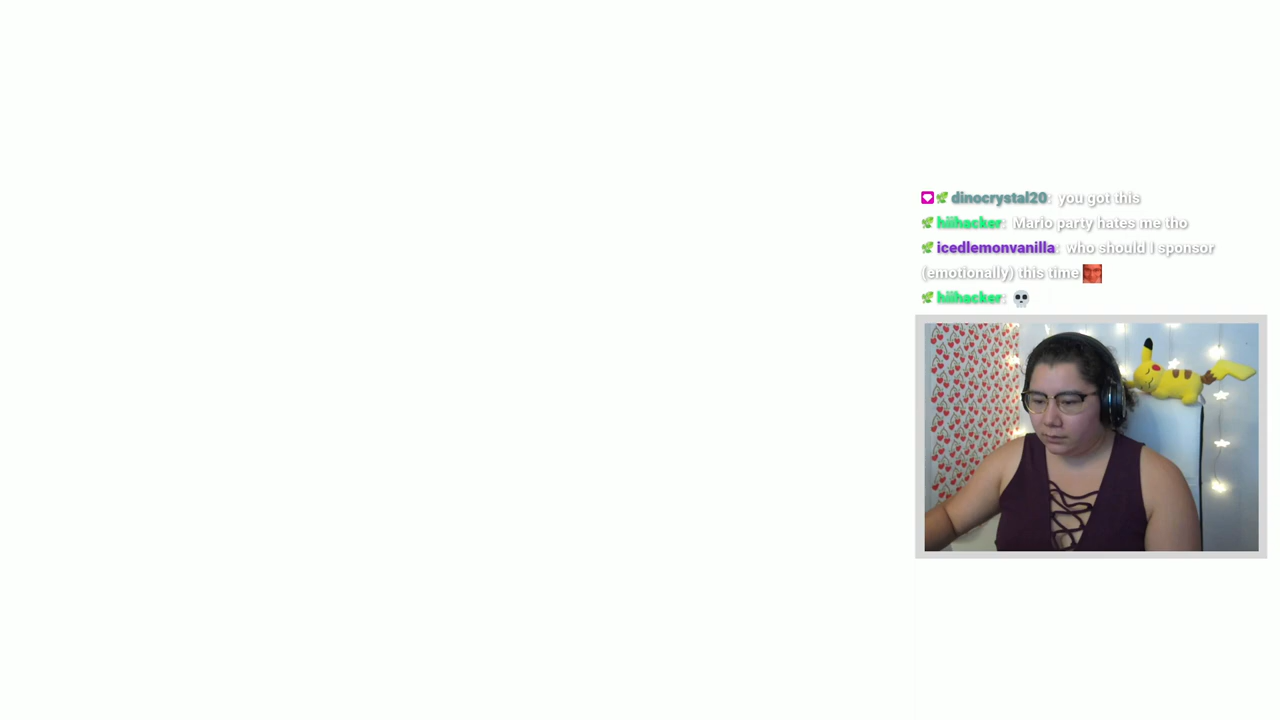 dinocrystal20: you got this
hiihacker: Mario party hates me tho
icedlemonvanilla: who should I sponsor
(emotionally) this time
hiihacker: 💀